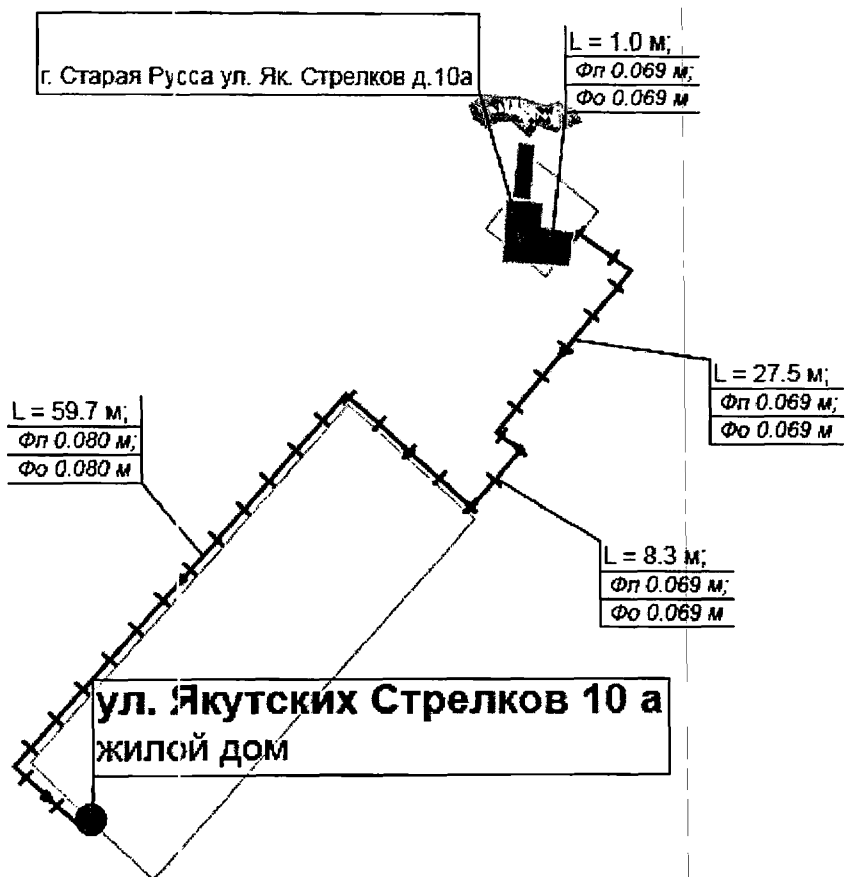 г. Старая Русса ул. Як. Стрелков д.10а
L = 1.0 м;
Фп 0.069 м;
Фо 0.069 м
L = 27.5 м;
Фп 0.069 м;
Фо 0.069 м
L = 59.7 м;
Фп 0.080 м;
Фо 0.080 м
L = 8.3 м;
Фп 0.069 м;
Фо 0.069 м
ул. Якутских Стрелков 10 а
жилой дом